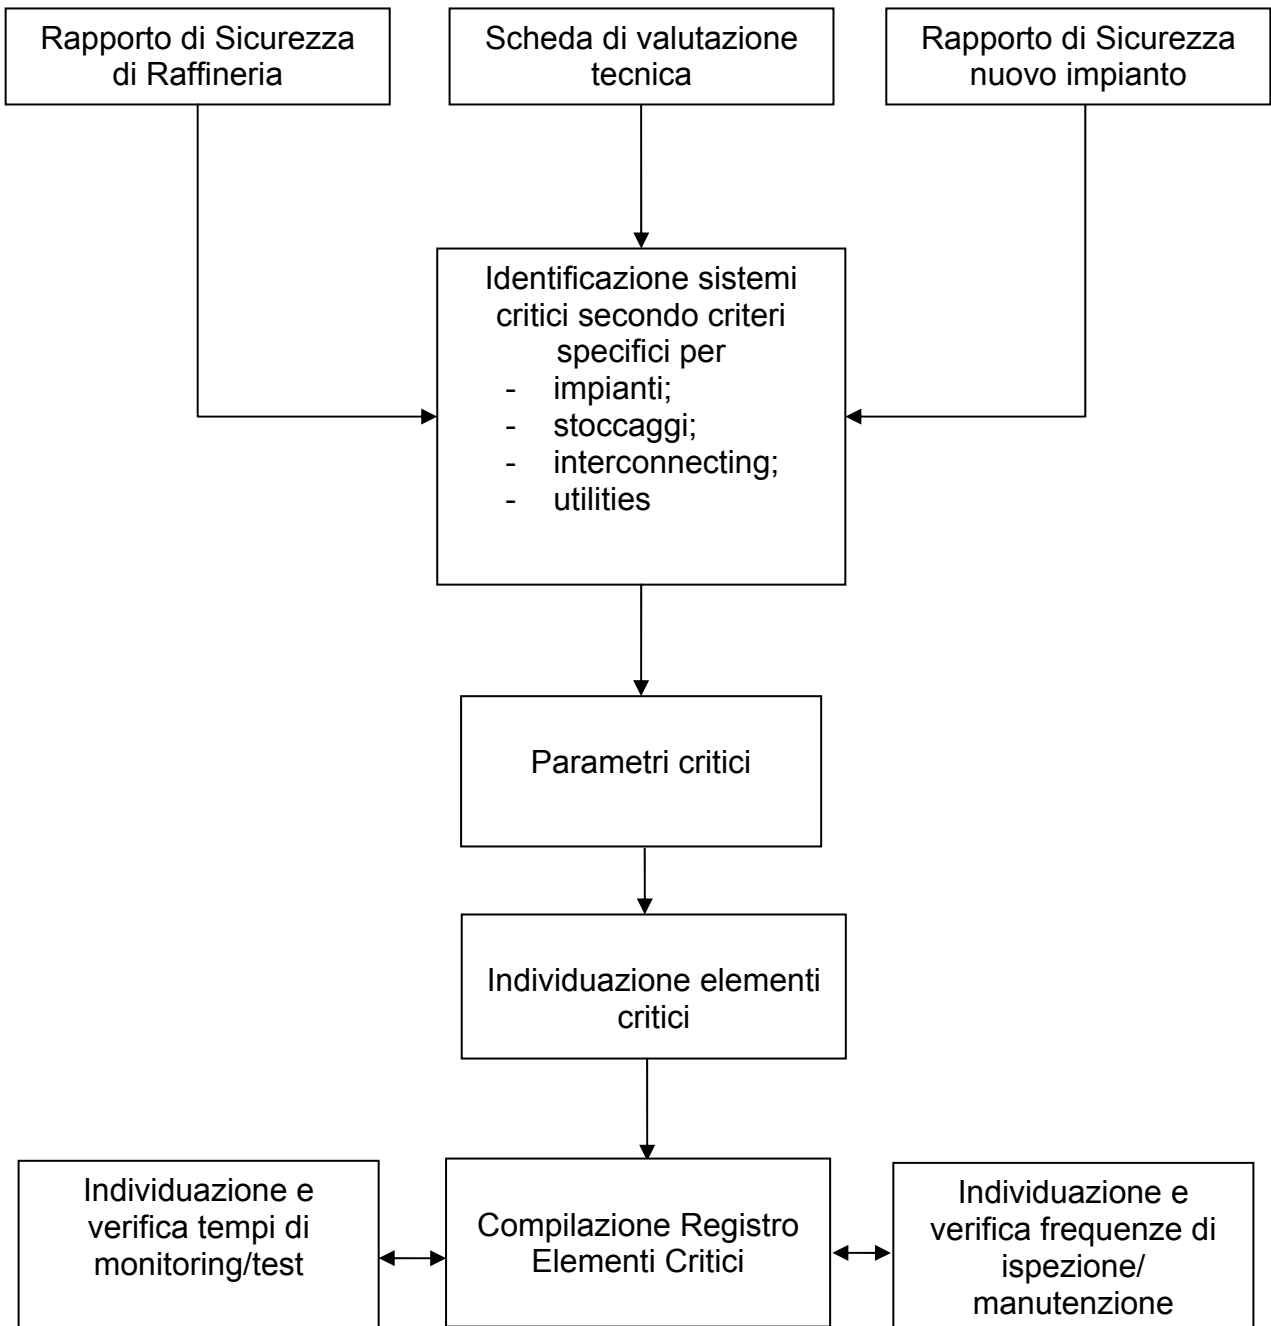 Rapporto di Sicurezza
di Raffineria
Scheda di valutazione
tecnica
Rapporto di Sicurezza
nuovo impianto
Identificazione sistemi
critici secondo criteri
specifici per
- impianti;
- stoccaggi;
- interconnecting;
- utilities
Parametri critici
Individuazione elementi
critici
Individuazione e
verifica tempi di
monitoring/test
Compilazione Registro
Elementi Critici
Individuazione e
verifica frequenze di
ispezione/
manutenzione